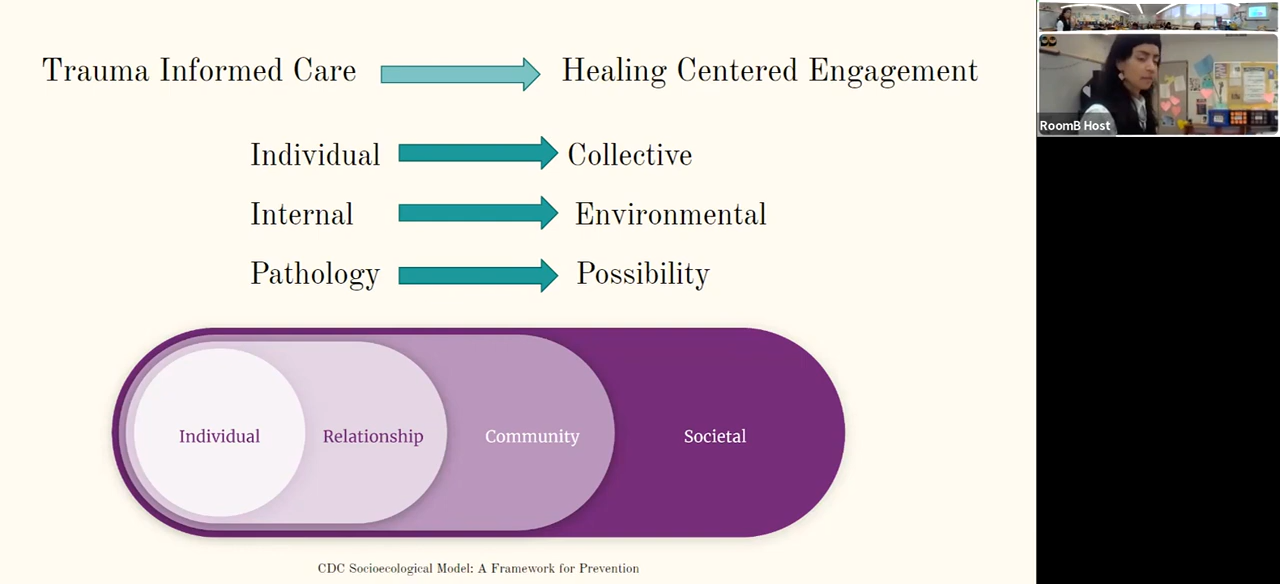 Trauma Informed Care Healing Centered Engagement
Individual Collective
Internal Environmental
Pathology Possibility
Individual Relationship Community Societal
CDC Socioecological Model: A Framework for Prevention
RoomB Host